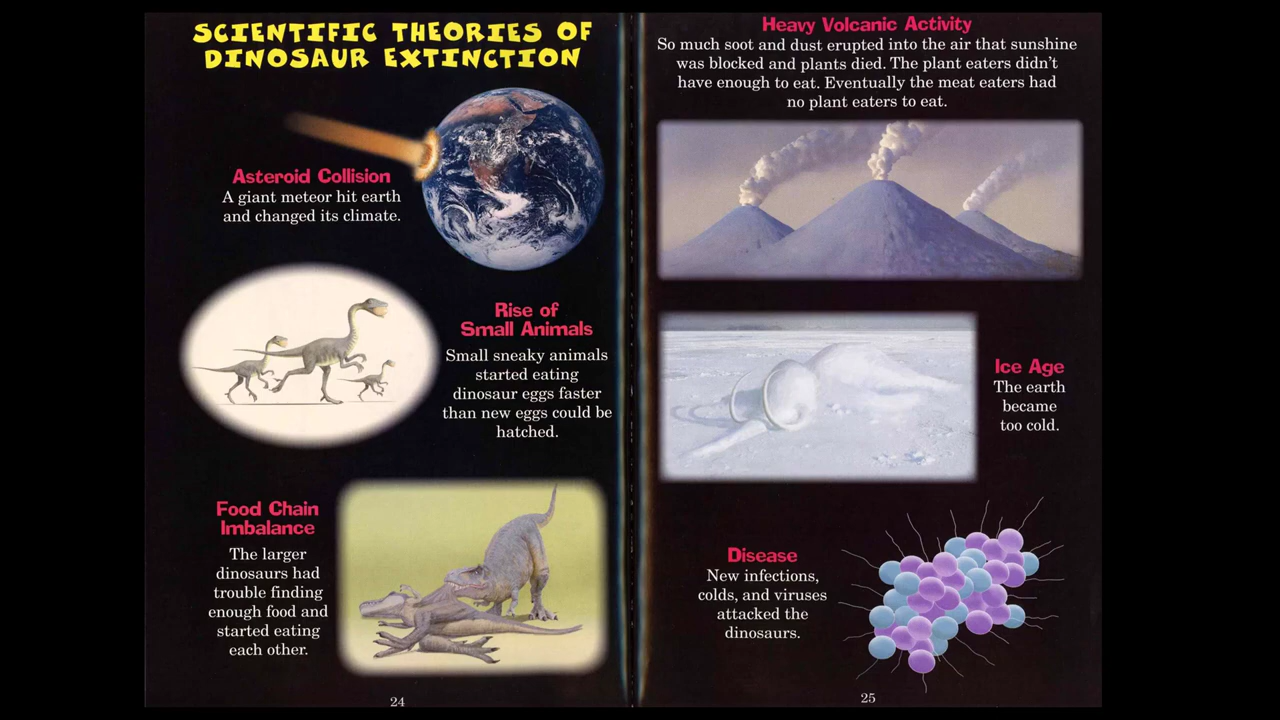 SCIENTIFIC THEORIES OF
DINOSAUR EXTINCTION
Asteroid Collision
A giant meteor hit earth
and changed its climate.
Rise of
Small Animals
Small sneaky animals
started eating
dinosaur eggs faster
than new eggs could be
hatched.
Food Chain
Imbalance
The larger
dinosaurs had
trouble finding
enough food and
started eating
each other.
24
Heavy Volcanic Activity
So much soot and dust erupted into the air that sunshine
was blocked and plants died. The plant eaters didn't
have enough to eat. Eventually the meat eaters had
no plant eaters to eat.
Ice Age
The earth
became
too cold.
Disease
New infections,
colds, and viruses
attacked the
dinosaurs.
25